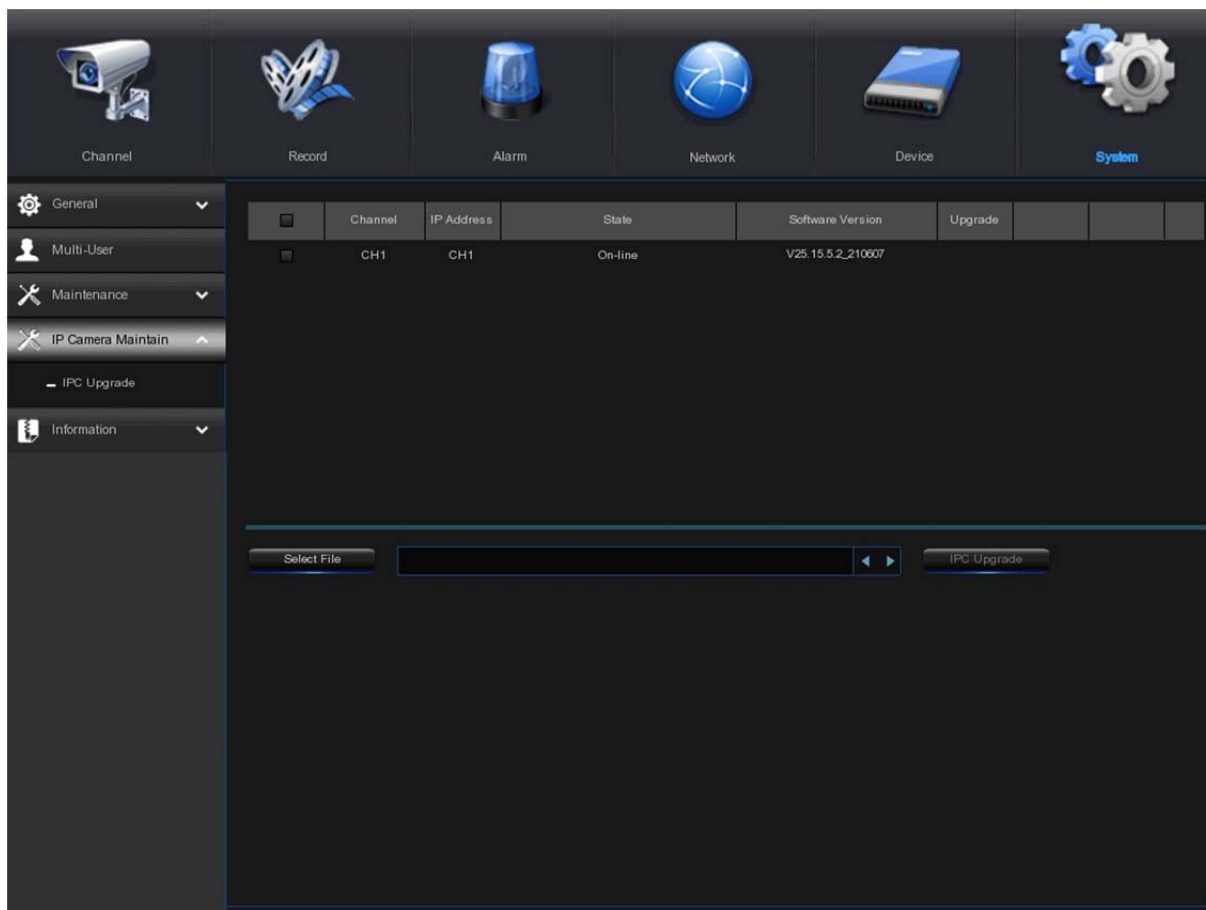 Channel Record Alarm Network Device System
General
Multi-User
Maintenance
IP Camera Maintain
IPC Upgrade
Information
Channel IP Address State Software Version Upgrade
CH1 CH1 On-line V25.15.5.2_210607
Select File IPC Upgrade